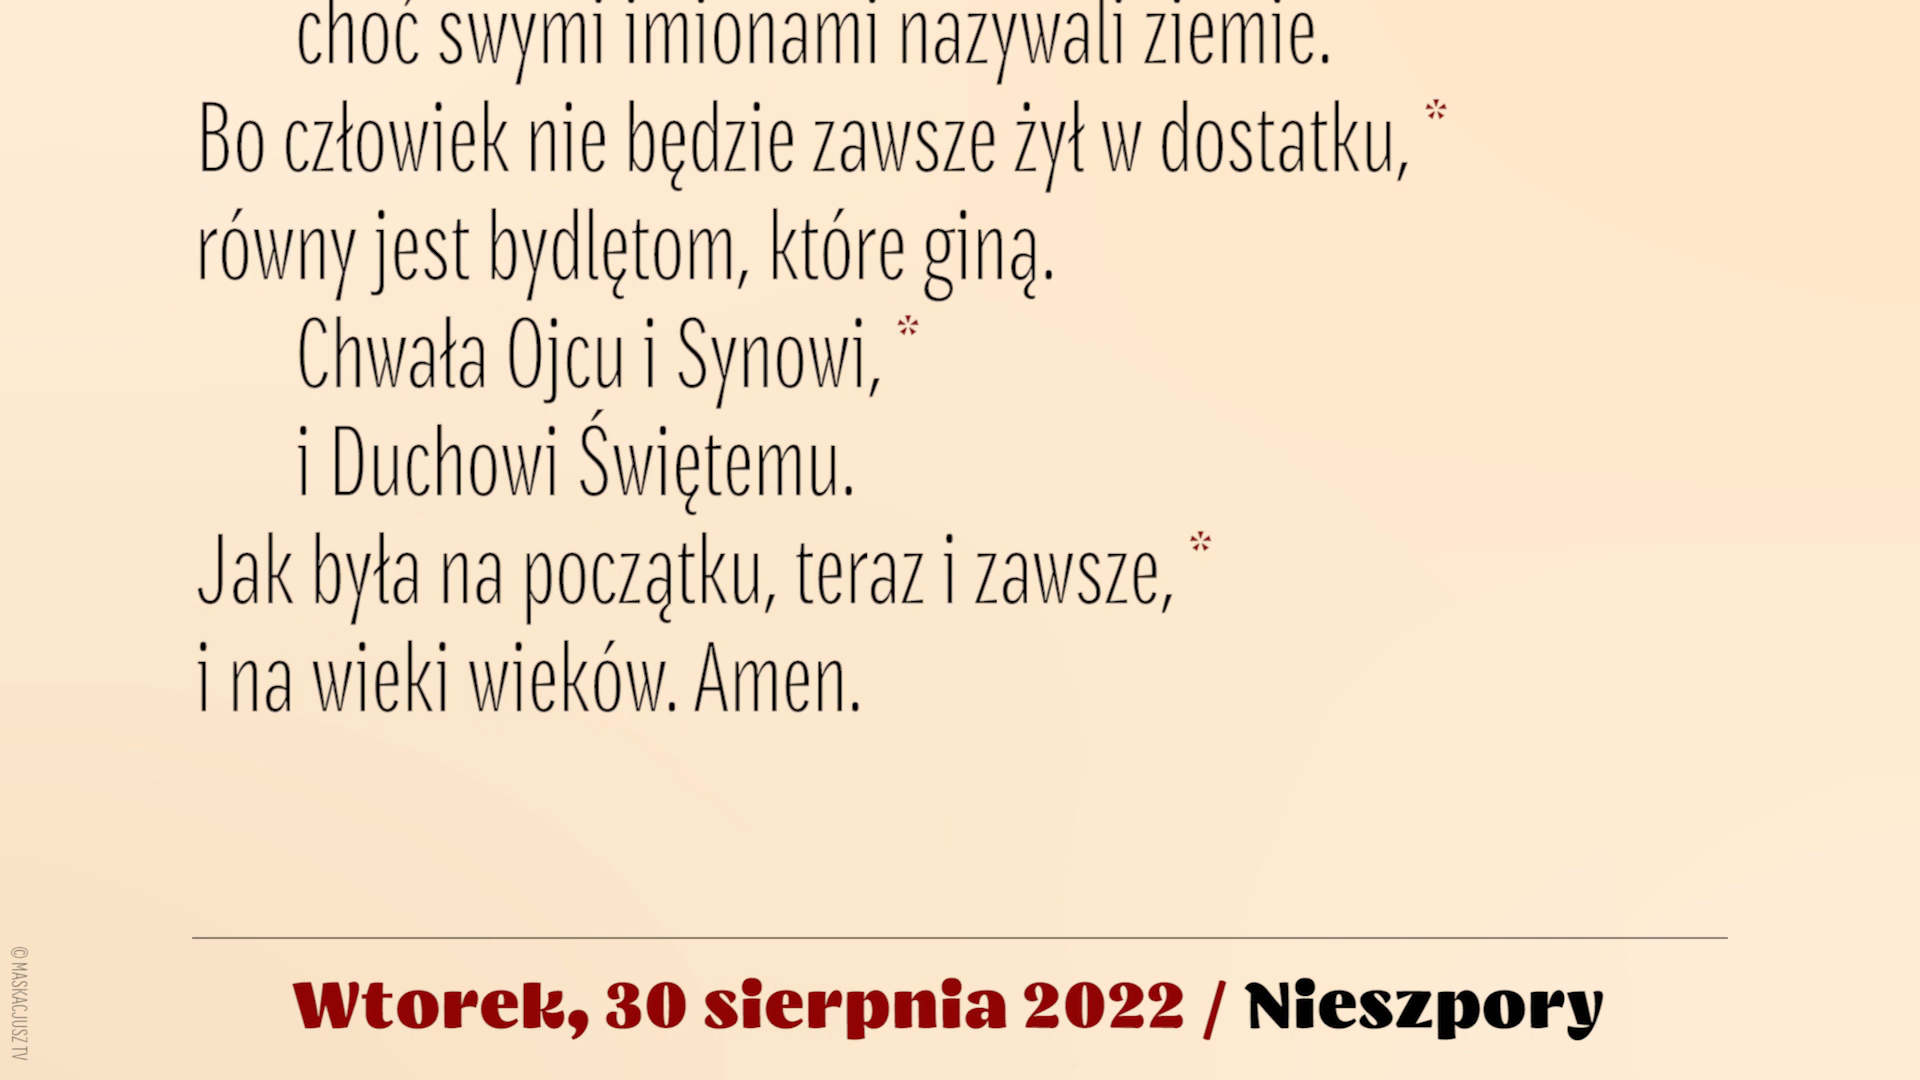 choć swymi imionami nazywali ziemie.
Bo człowiek nie będzie zawsze żył w dostatku, *
równy jest bydlętom, które giną.
Chwała Ojcu i Synowi, *
i Duchowi Świętemu.
Jak była na początku, teraz i zawsze, *
i na wieki wieków. Amen.
Wtorek, 30 sierpnia 2022 / Nieszpory
© MASKACJUSZ TV